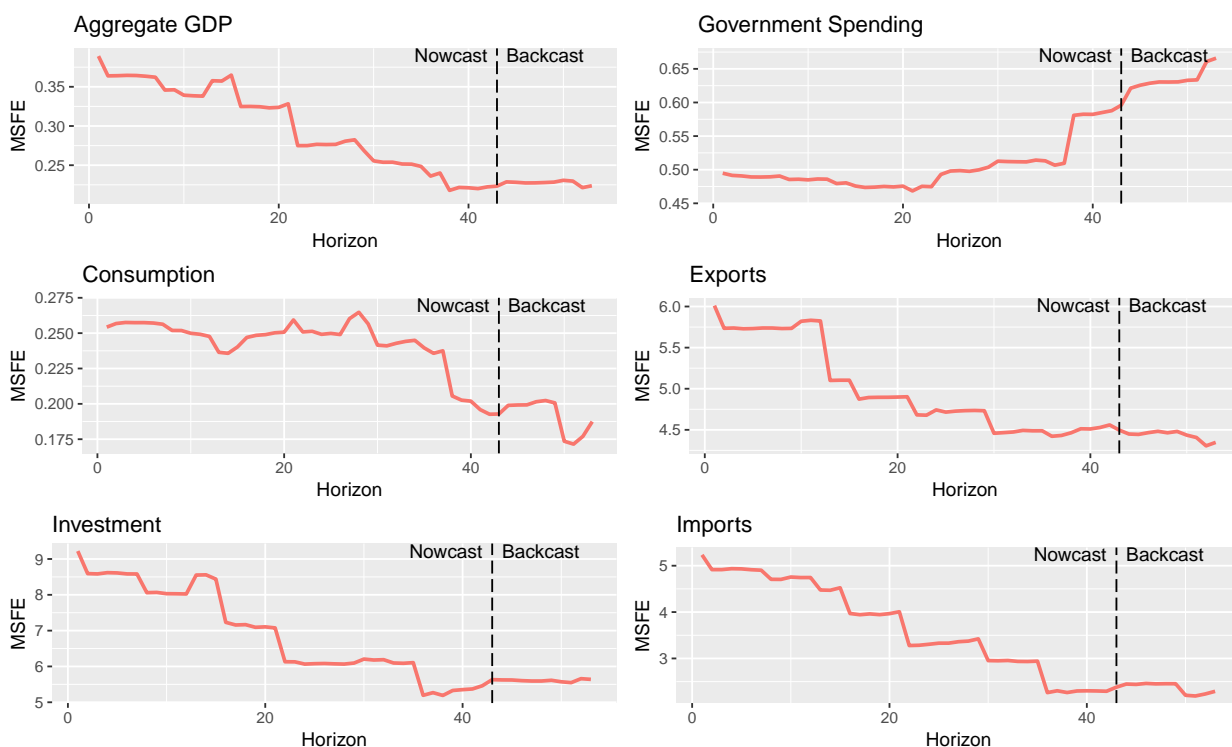 Aggregate GDP
Nowcast Backcast
MSFE
0.35
0.30
0.25
0 20 40
Horizon
Government Spending
Nowcast Backcast
MSFE
0.65
0.60
0.55
0.50
0.45
0 20 40
Horizon
Consumption
Nowcast Backcast
MSFE
0.275
0.250
0.225
0.200
0.175
0 20 40
Horizon
Exports
Nowcast Backcast
MSFE
6.0
5.5
5.0
4.5
0 20 40
Horizon
Investment
Nowcast Backcast
MSFE
9
8
7
6
5
0 20 40
Horizon
Imports
Nowcast Backcast
MSFE
5
4
3
0 20 40
Horizon